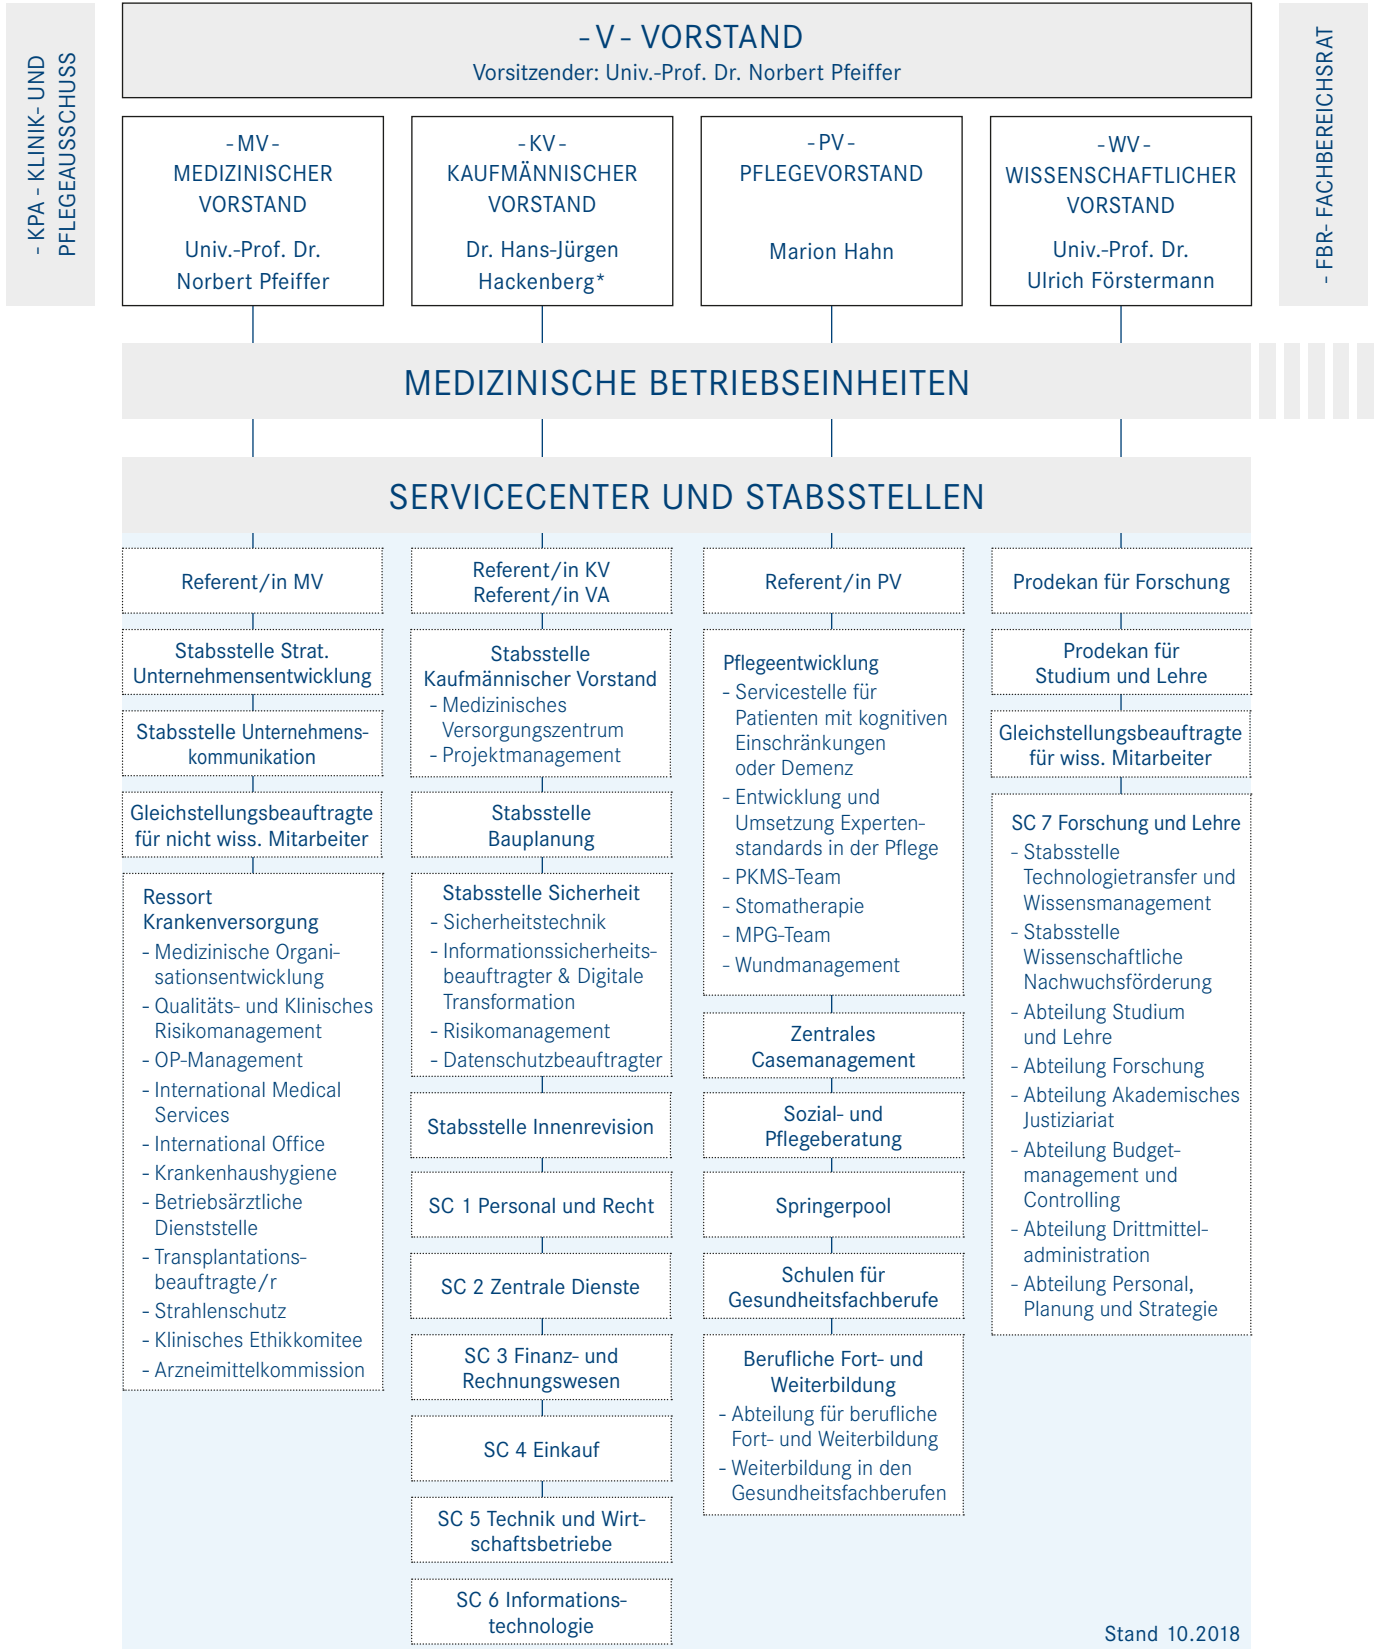 - KPA - KLINIK- UND
PFLEGEAUSSCHUSS
- V - VORSTAND
Vorsitzender: Univ.-Prof. Dr. Norbert Pfeiffer
- FBR- FACHBEREICHSRAT
- MV -
MEDIZINISCHER
VORSTAND
Univ.-Prof. Dr.
Norbert Pfeiffer
- KV -
KAUFMÄNNISCHER
VORSTAND
Dr. Hans-Jürgen
Hackenberg*
- PV -
PFLEGEVORSTAND
Marion Hahn
- WV -
WISSENSCHAFTLICHER
VORSTAND
Univ.-Prof. Dr.
Ulrich Förstermann
MEDIZINISCHE BETRIEBSEINHEITEN
SERVICECENTER UND STABSSTELLEN
Referent/in MV
Stabsstelle Strat.
Unternehmensentwicklung
Stabsstelle Unternehmens-
kommunikation
Gleichstellungsbeauftragte
für nicht wiss. Mitarbeiter
Ressort
Krankenversorgung
- Medizinische Organi-
sationsentwicklung
- Qualitäts- und Klinisches
Risikomanagement
- OP-Management
- International Medical
Services
- International Office
- Krankenhaushygiene
- Betriebsärztliche
Dienststelle
- Transplantations-
beauftragte/r
- Strahlenschutz
- Klinisches Ethikkomitee
- Arzneimittelkommission
Referent/in KV
Referent/in VA
Stabsstelle
Kaufmännischer Vorstand
- Medizinisches
Versorgungszentrum
- Projektmanagement
Stabsstelle
Bauplanung
Stabsstelle Sicherheit
- Sicherheitstechnik
- Informationssicherheits-
beauftragter & Digitale
Transformation
- Risikomanagement
- Datenschutzbeauftragter
Stabsstelle Innenrevision
SC 1 Personal und Recht
SC 2 Zentrale Dienste
SC 3 Finanz- und
Rechnungswesen
SC 4 Einkauf
SC 5 Technik und Wirt-
schaftsbetriebe
SC 6 Informations-
technologie
Referent/in PV
Pflegeentwicklung
- Servicestelle für
Patienten mit kognitiven
Einschränkungen
oder Demenz
- Entwicklung und
Umsetzung Experten-
standards in der Pflege
- PKMS-Team
- Stomatherapie
- MPG-Team
- Wundmanagement
Zentrales
Casemanagement
Sozial- und
Pflegeberatung
Springerpool
Schulen für
Gesundheitsfachberufe
Berufliche Fort- und
Weiterbildung
- Abteilung für berufliche
Fort- und Weiterbildung
- Weiterbildung in den
Gesundheitsfachberufen
Prodekan für Forschung
Prodekan für
Studium und Lehre
Gleichstellungsbeauftragte
für wiss. Mitarbeiter
SC 7 Forschung und Lehre
- Stabsstelle
Technologietransfer und
Wissensmanagement
- Stabsstelle
Wissenschaftliche
Nachwuchsförderung
- Abteilung Studium
und Lehre
- Abteilung Forschung
- Abteilung Akademisches
Justiziariat
- Abteilung Budget-
management und
Controlling
- Abteilung Drittmittel-
administration
- Abteilung Personal,
Planung und Strategie
Stand 10.2018